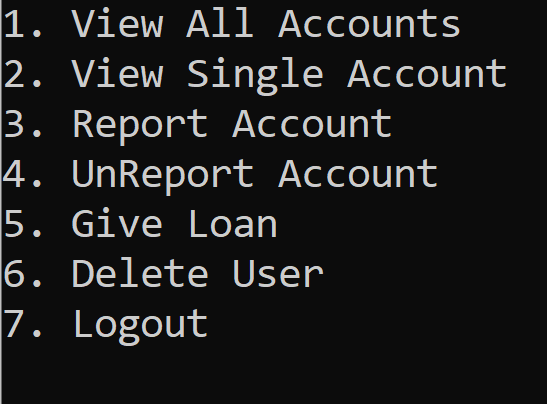 1. View All Accounts
2. View Single Account
3. Report Account
4. UnReport Account
5. Give Loan
6. Delete User
7. Logout